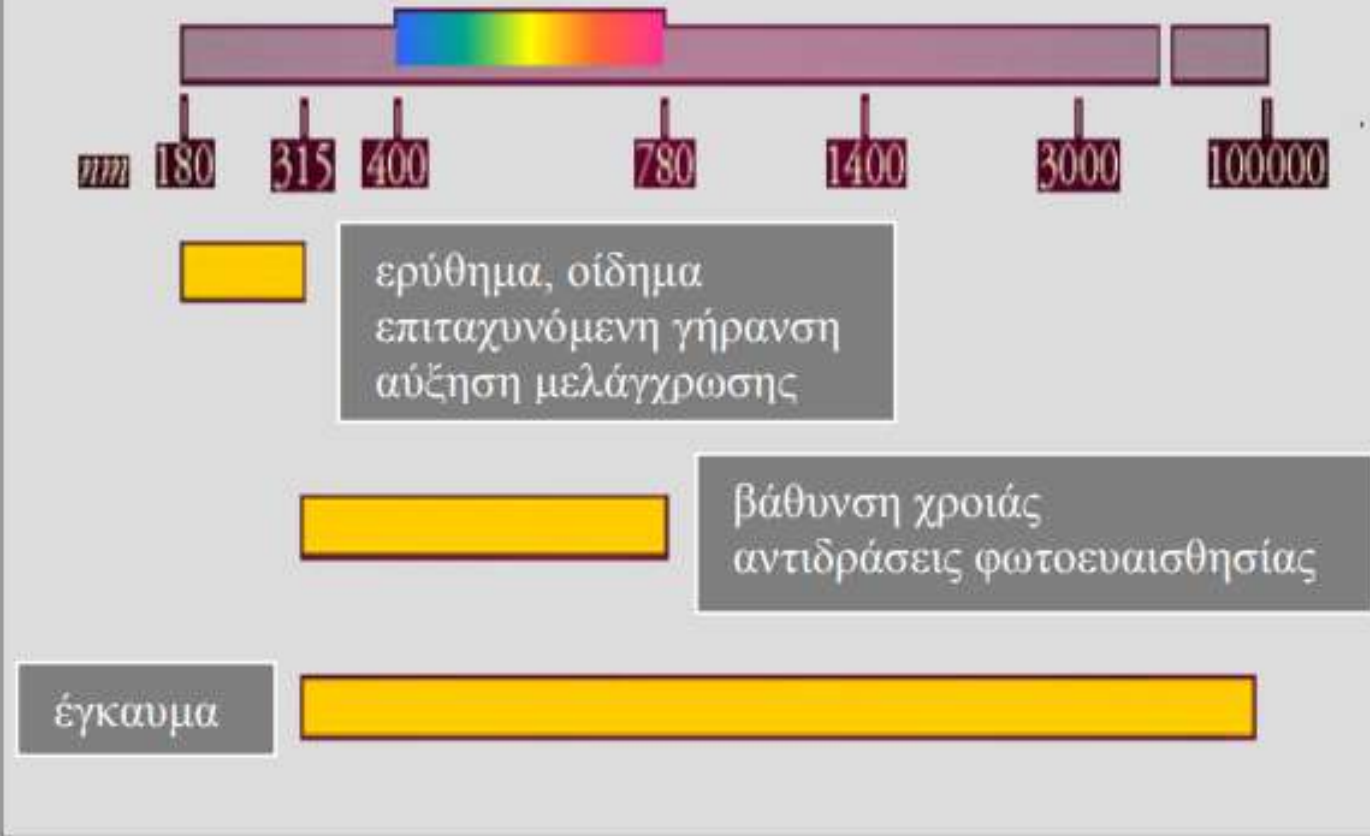 nm 180 315 400 780 1400 3000 100000
ερύθημα, οίδημα
επιταχυνόμενη γήρανση
αύξηση μελάγχρωσης
βάθυνση χροιάς
αντιδράσεις φωτοευαισθησίας
έγκαυμα